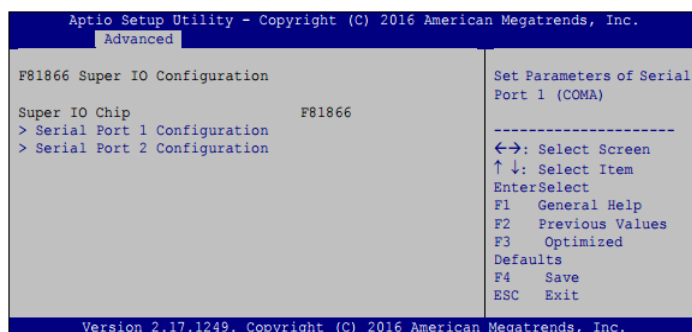 Aptio Setup Utility - Copyright (C) 2016 American Megatrends, Inc.
Advanced
F81866 Super IO Configuration
Super IO Chip F81866
> Serial Port 1 Configuration
> Serial Port 2 Configuration
Set Parameters of Serial
Port 1 (COMA)
---------------------
←→: Select Screen
↑ ↓: Select Item
EnterSelect
F1 General Help
F2 Previous Values
F3 Optimized
Defaults
F4 Save
ESC Exit
Version 2.17.1249. Copyright (C) 2016 American Megatrends, Inc.